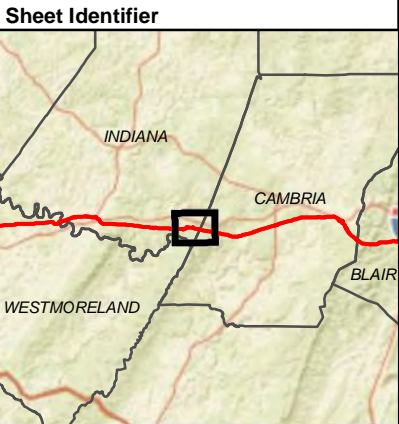 Sheet Identifier
INDIANA
CAMBRIA
BLAIR
WESTMORELAND